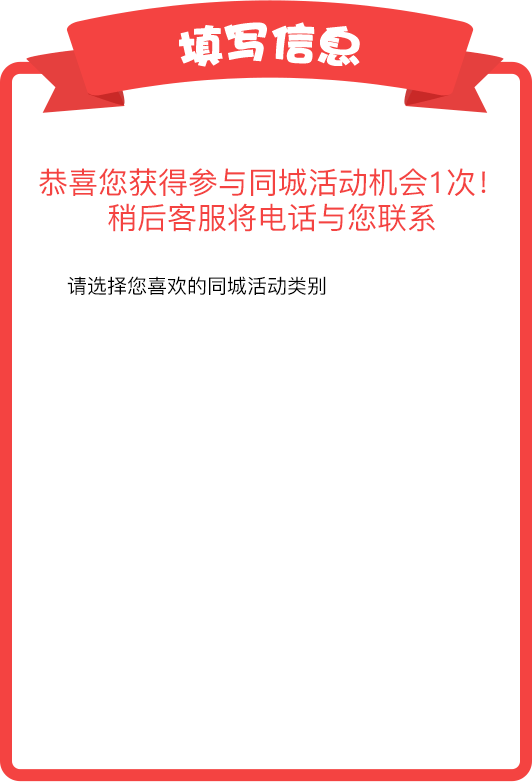 填写信息
恭喜您获得参与同城活动机会1次！
稍后客服将电话与您联系
请选择您喜欢的同城活动类别